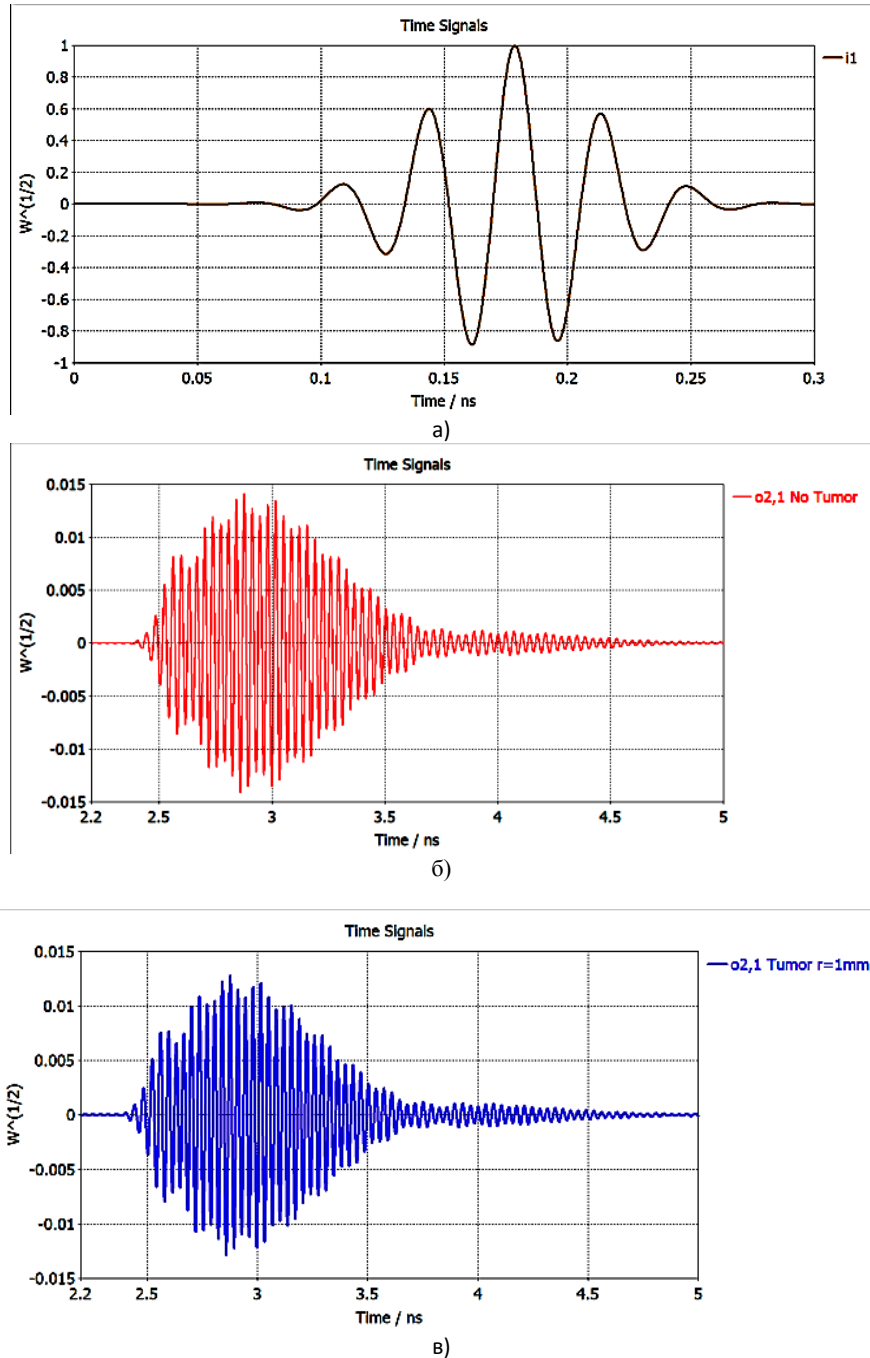 Time Signals
i1
1
0.8
0.6
0.4
0.2
0
-0.2
-0.4
-0.6
-0.8
-1
W^(1/2)
0 0.05 0.1 0.15 0.2 0.25 0.3
Time / ns
а)
Time Signals
o2,1 No Tumor
0.015
0.01
0.005
0
-0.005
-0.01
-0.015
W^(1/2)
2.2 2.5 3 3.5 4 4.5 5
Time / ns
б)
Time Signals
o2,1 Tumor r=1mm
0.015
0.01
0.005
0
-0.005
-0.01
-0.015
W^(1/2)
2.2 2.5 3 3.5 4 4.5 5
Time / ns
в)